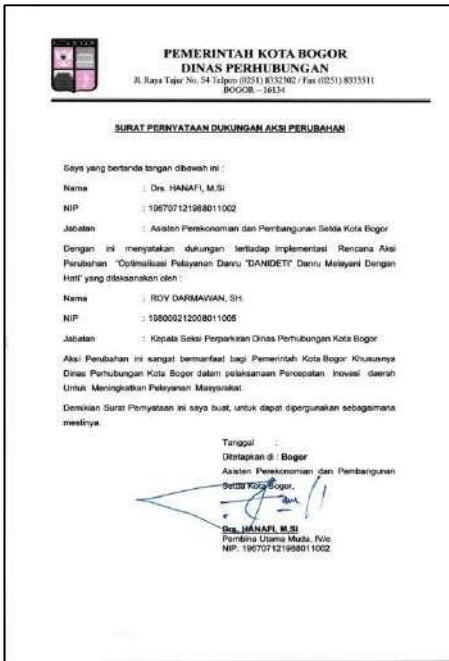 PEMERINTAH KOTA BOGOR
DINAS PERHUBUNGAN
Jl. Raya Tajur No. 54 Telpon (0251) 8332302 / Fax (0251) 8333511
BOGOR – 16134
SURAT PERNYATAAN DUKUNGAN AKSI PERUBAHAN
Saya yang bertanda tangan dibawah ini :
Nama : Drs. HANAFI, M.Si
NIP : 196707121988011002
Jabatan : Asisten Perekonomian dan Pembangunan Setda Kota Bogor
Dengan ini menyatakan dukungan terhadap Implementasi Rencana Aksi
Perubahan "Optimalisasi Pelayanan Danru "DANIDETI" Danru Melayani Dengan
Hati" yang dilaksanakan oleh :
Nama : ROY DARMAWAN, SH.
NIP :
Jabatan : Kepala Seksi Perparkiran Dinas Perhubungan Kota Bogor
Aksi Perubahan ini sangat bermanfaat bagi Pemerintah Kota Bogor Khususnya
Dinas Perhubungan Kota Bogor dalam pelaksanaan Percepatan Inovasi daerah
Untuk Meningkatkan Pelayanan Masyarakat.
Demikian Surat Pernyataan ini saya buat, untuk dapat dipergunakan sebagaimana
mestinya.
Tanggal :
Ditetapkan di : Bogor
Asisten Perekonomian dan Pembangunan
Setda Kota Bogor,
Drs. HANAFI, M.SI
Pembina Utama Muda, IV/c
NIP. 196707121988011002